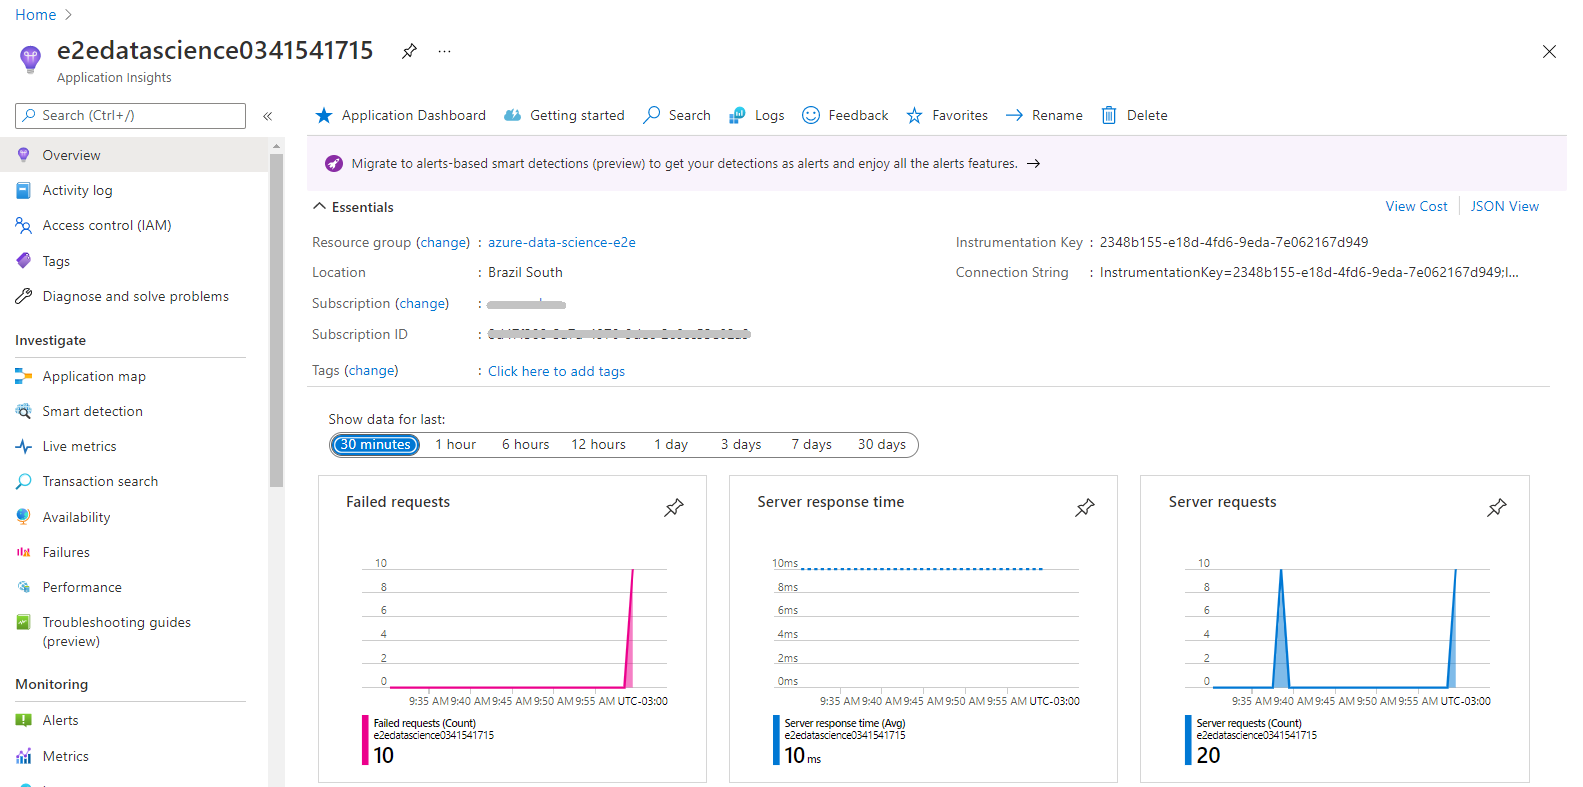 Home
e2edatascience0341541715
Application Insights
Search (Ctrl+/)
Overview
Activity log
Access control (IAM)
Tags
Diagnose and solve problems
Investigate
Application map
Smart detection
Live metrics
Transaction search
Availability
Failures
Performance
Troubleshooting guides
(preview)
Monitoring
Alerts
Metrics
Application Dashboard Getting started Search Logs Feedback Favorites Rename Delete
Migrate to alerts-based smart detections (preview) to get your detections as alerts and enjoy all the alerts features.
Essentials
View Cost JSON View
Resource group (change) : azure-data-science-e2e
Location : Brazil South
Subscription (change) :
Subscription ID :
Tags (change) : Click here to add tags
Instrumentation Key : 2348b155-e18d-4fd6-9eda-7e062167d949
Connection String : InstrumentationKey=2348b155-e18d-4fd6-9eda-7e062167d949;I...
Show data for last:
30 minutes 1 hour 6 hours 12 hours 1 day 3 days 7 days 30 days
Failed requests
10
8
6
4
2
0
9:35 AM 9:40 AM 9:45 AM 9:50 AM 9:55 AM UTC-03:00
Failed requests (Count)
e2edatascience0341541715
10
Server response time
10ms
8ms
6ms
4ms
2ms
0ms
9:35 AM 9:40 AM 9:45 AM 9:50 AM 9:55 AM UTC-03:00
Server response time (Avg)
e2edatascience0341541715
10 ms
Server requests
10
8
6
4
2
0
9:35 AM 9:40 AM 9:45 AM 9:50 AM 9:55 AM UTC-03:00
Server requests (Count)
e2edatascience0341541715
20